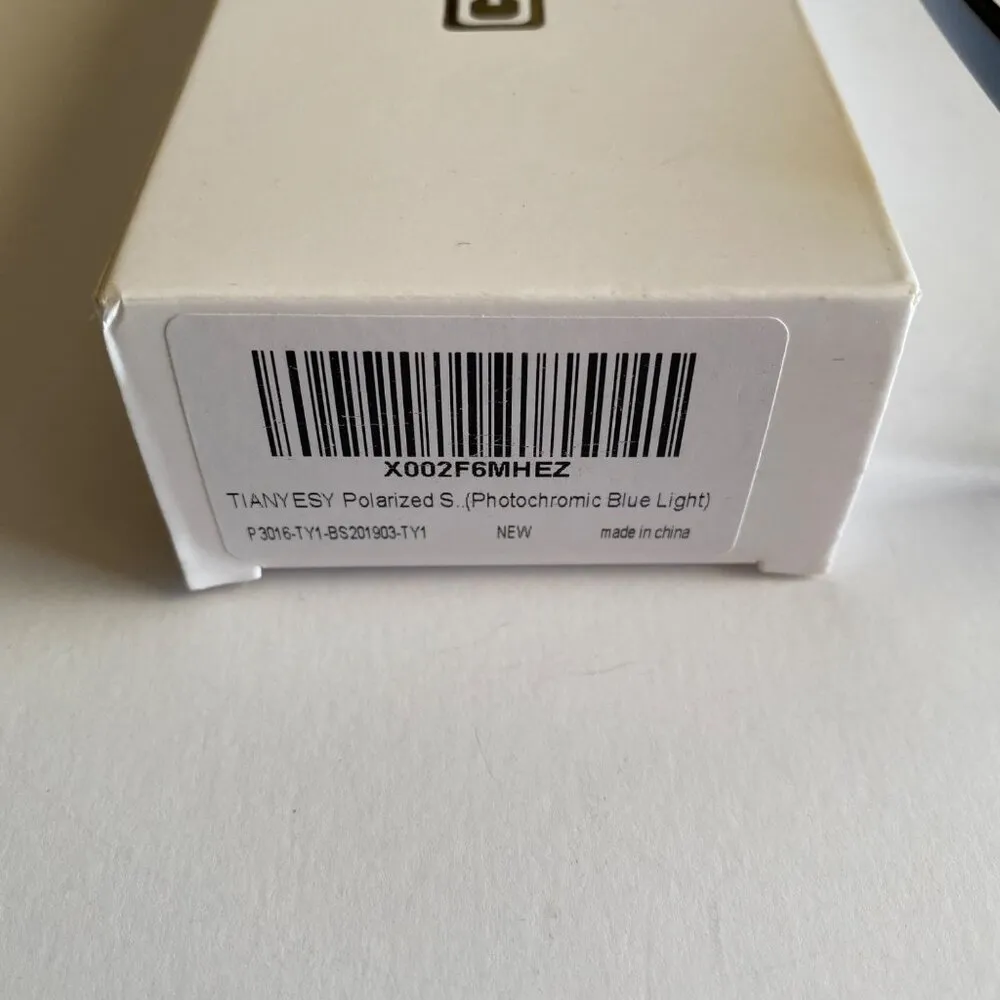 X002F6MHEZ
TIANYESY Polarized S..(Photochromic Blue Light)
P3016-TY1-BS201903-TY1 NEW made in china